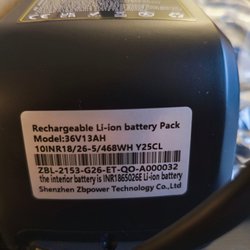 Rechargeable Li-ion battery Pack
Model:36V13AH
10INR18/26-5/468WH Y25CL
ZBL-2153-G26-ET-QO-A000032
the interior battery is INR1865026E Li-ion battery
Shenzhen Zbpower Technology Co.,Ltd